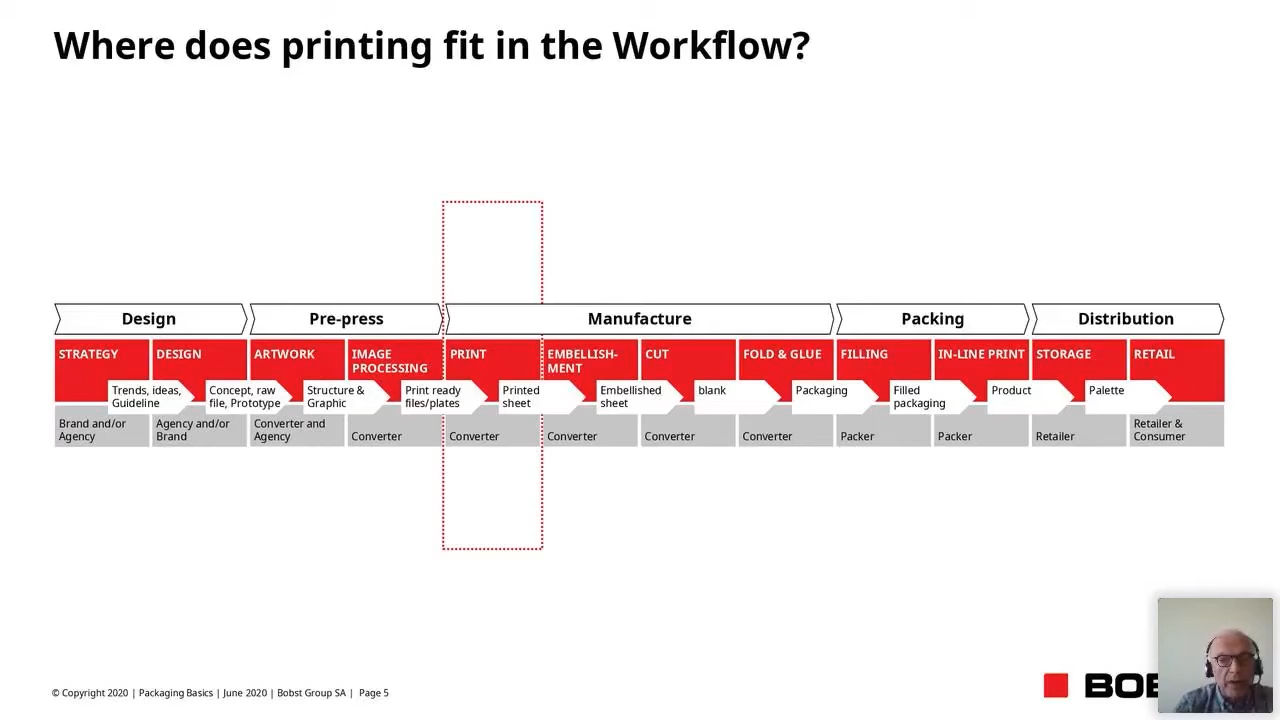 Where does printing fit in the Workflow?
Design
Pre-press
Manufacture
Packing
Distribution
STRATEGY
DESIGN
ARTWORK
IMAGE
PROCESSING
PRINT
EMBELLISH-
MENT
CUT
FOLD & GLUE
FILLING
IN-LINE PRINT
STORAGE
RETAIL
Trends, ideas,
Guideline
Concept, raw
file, Prototype
Structure &
Graphic
Print ready
files/plates
Printed
sheet
Embellished
sheet
blank
Packaging
Filled
packaging
Product
Palette
Brand and/or
Agency
Agency and/or
Brand
Converter and
Agency
Converter
Converter
Converter
Converter
Converter
Packer
Packer
Retailer
Retailer &
Consumer
© Copyright 2020 | Packaging Basics | June 2020 | Bobst Group SA | Page 5